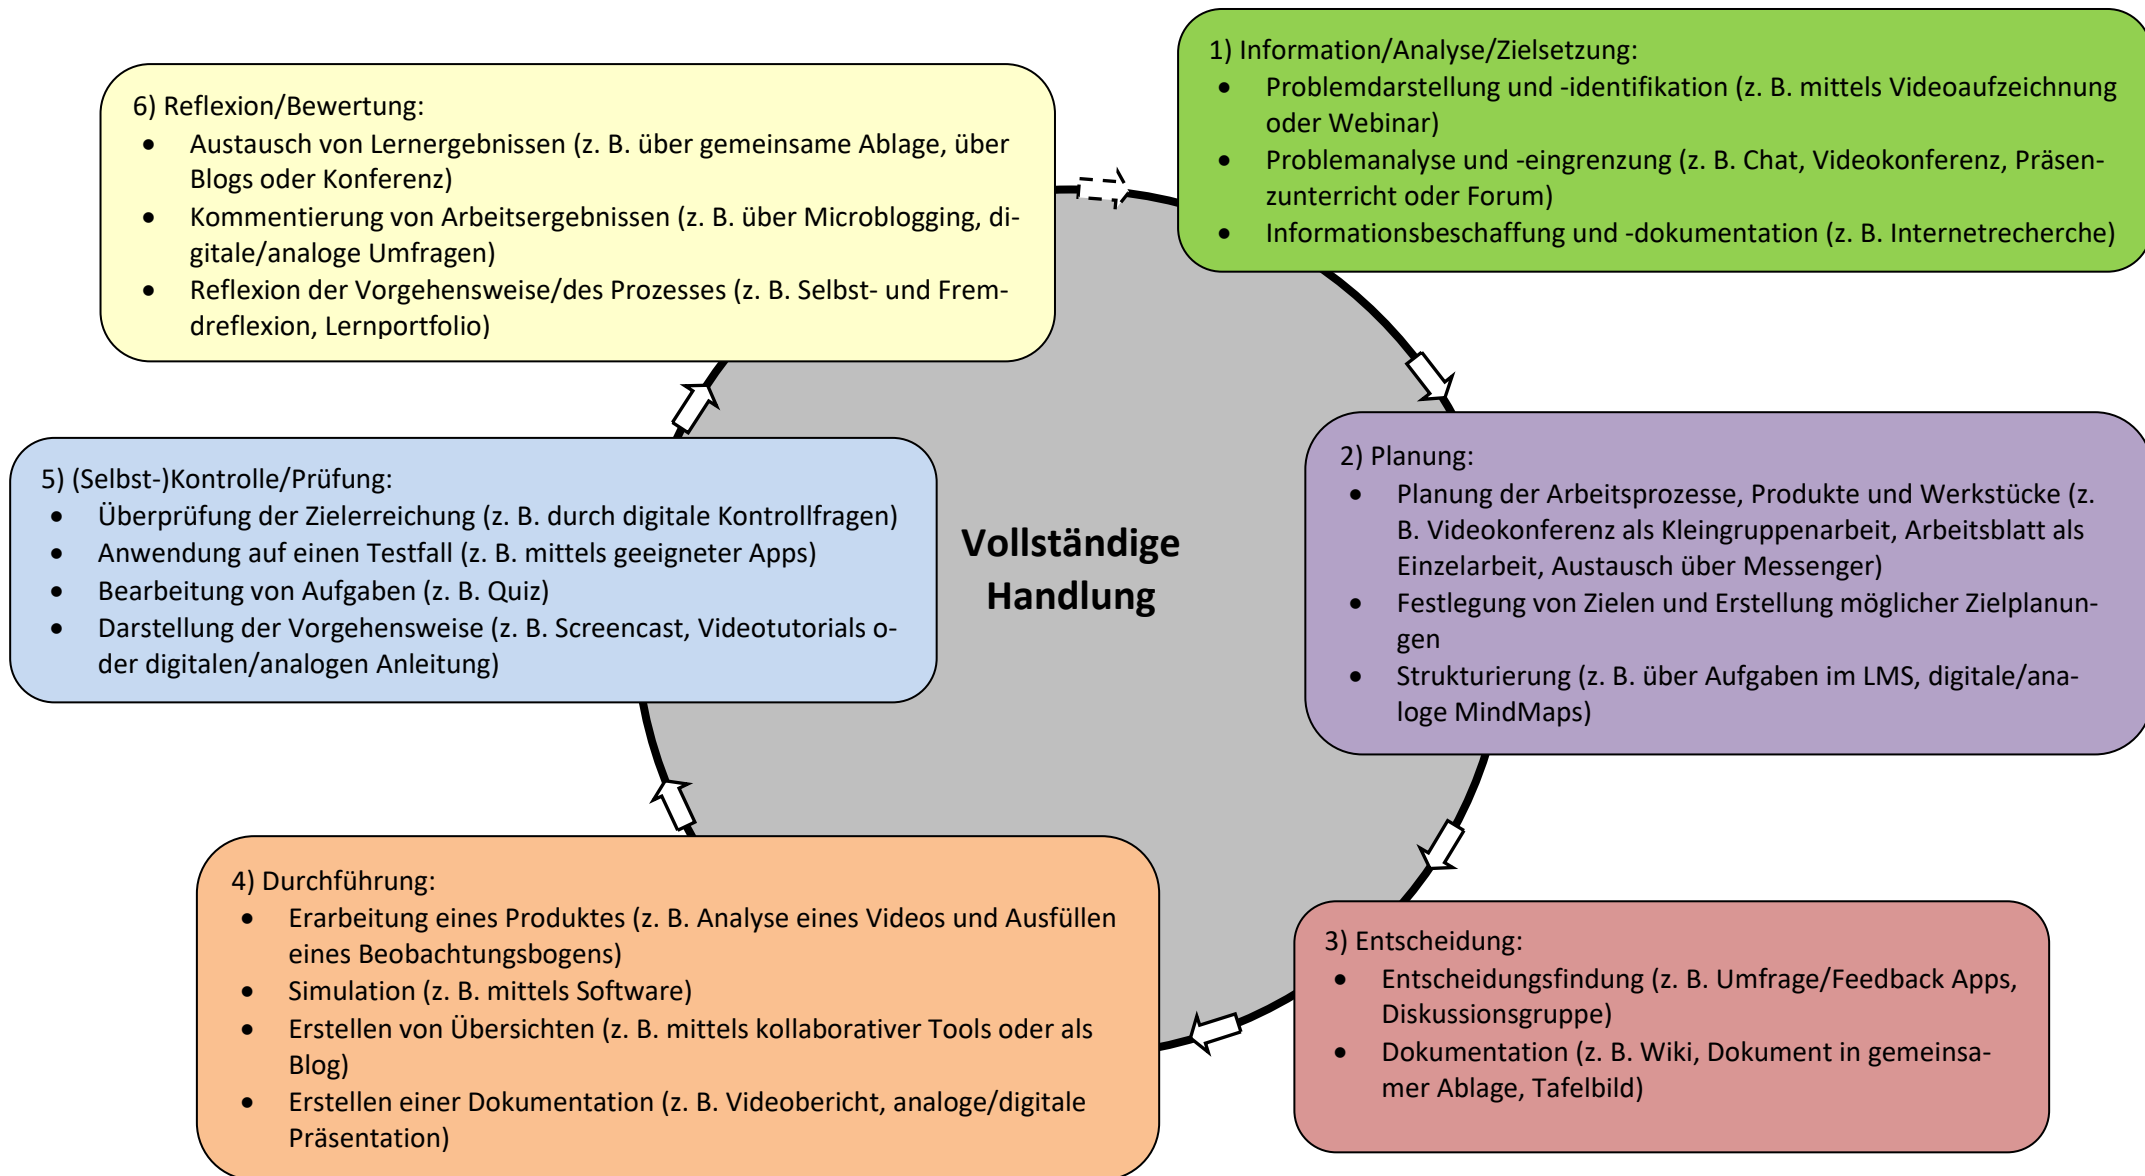 1) Information/Analyse/Zielsetzung:
• Problemdarstellung und -identifikation (z. B. mittels Videoaufzeichnung
oder Webinar)
• Problemanalyse und -eingrenzung (z. B. Chat, Videokonferenz, Präsen-
zunterricht oder Forum)
• Informationsbeschaffung und -dokumentation (z. B. Internetrecherche)
2) Planung:
• Planung der Arbeitsprozesse, Produkte und Werkstücke (z.
B. Videokonferenz als Kleingruppenarbeit, Arbeitsblatt als
Einzelarbeit, Austausch über Messenger)
• Festlegung von Zielen und Erstellung möglicher Zielplanun-
gen
• Strukturierung (z. B. über Aufgaben im LMS, digitale/ana-
loge MindMaps)
3) Entscheidung:
• Entscheidungsfindung (z. B. Umfrage/Feedback Apps,
Diskussionsgruppe)
• Dokumentation (z. B. Wiki, Dokument in gemeinsa-
mer Ablage, Tafelbild)
4) Durchführung:
• Erarbeitung eines Produktes (z. B. Analyse eines Videos und Ausfüllen
eines Beobachtungsbogens)
• Simulation (z. B. mittels Software)
• Erstellen von Übersichten (z. B. mittels kollaborativer Tools oder als
Blog)
• Erstellen einer Dokumentation (z. B. Videobericht, analoge/digitale
Präsentation)
5) (Selbst-)Kontrolle/Prüfung:
• Überprüfung der Zielerreichung (z. B. durch digitale Kontrollfragen)
• Anwendung auf einen Testfall (z. B. mittels geeigneter Apps)
• Bearbeitung von Aufgaben (z. B. Quiz)
• Darstellung der Vorgehensweise (z. B. Screencast, Videotutorials o-
der digitalen/analogen Anleitung)
6) Reflexion/Bewertung:
• Austausch von Lernergebnissen (z. B. über gemeinsame Ablage, über
Blogs oder Konferenz)
• Kommentierung von Arbeitsergebnissen (z. B. über Microblogging, di-
gitale/analoge Umfragen)
• Reflexion der Vorgehensweise/des Prozesses (z. B. Selbst- und Frem-
dreflexion, Lernportfolio)
Vollständige
Handlung